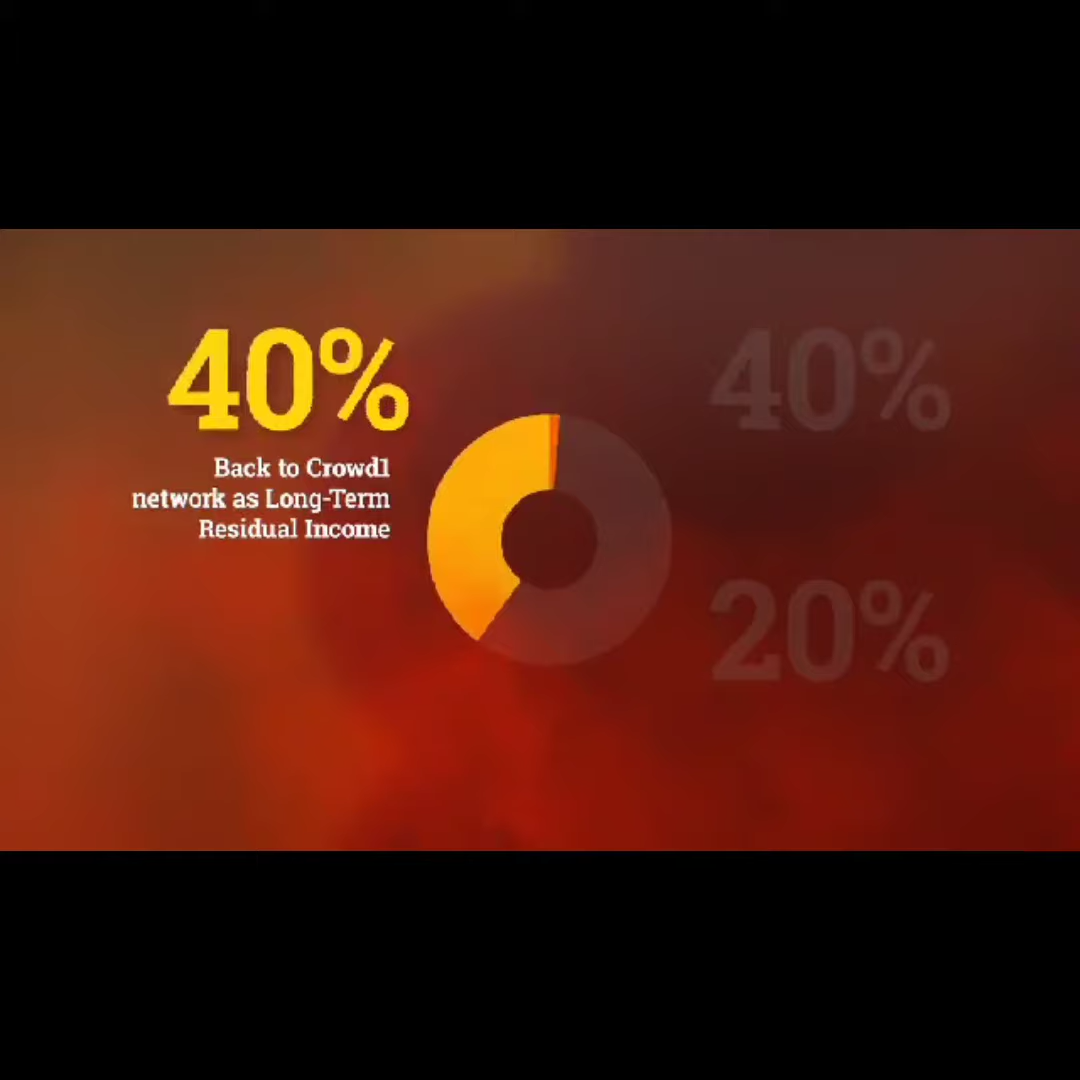 40%
Back to Crowd1
network as Long-Term
Residual Income
40%
20%